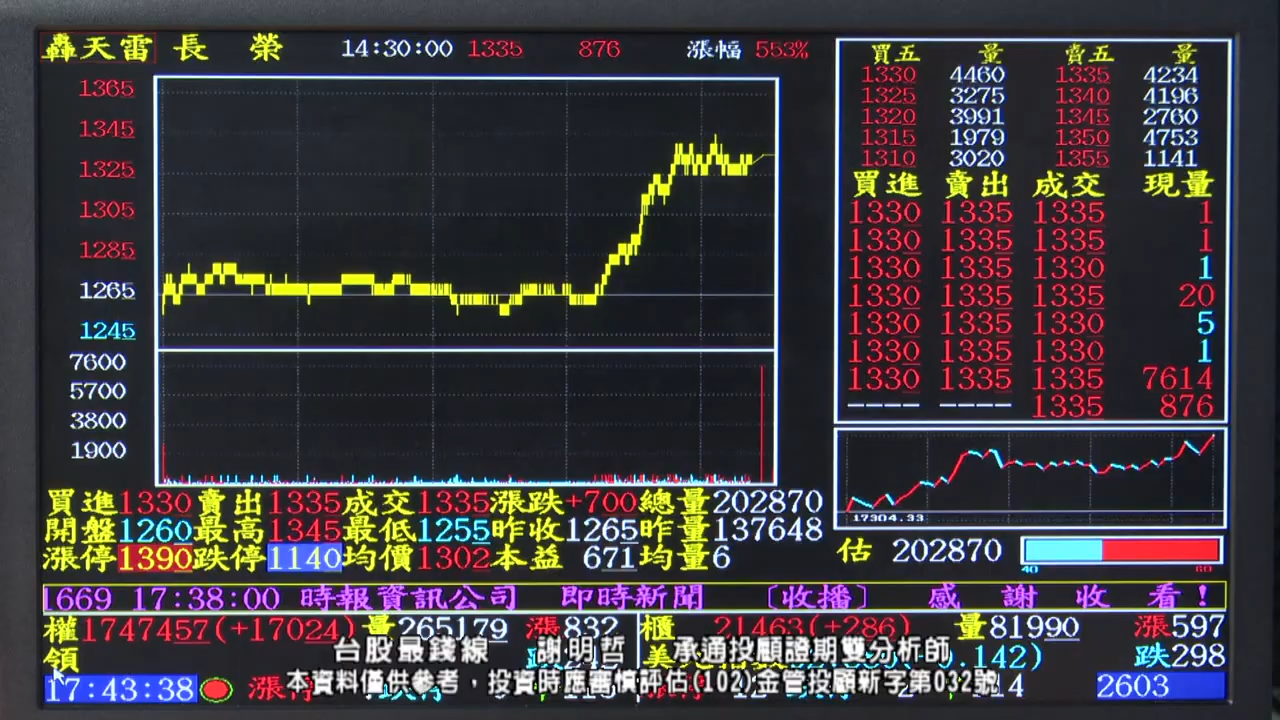 轟天雷 長 榮 14:30:00 1335 876 漲幅 553%
1365
1345
1325
1305
1285
1265
1245
7600
5700
3800
1900
買五 量 賣五 量
1330 4460 1335 4234
1325 3275 1340 4196
1320 3991 1345 2760
1315 1979 1350 4753
1310 3020 1355 1141
買進 賣出 成交 現量
1330 1335 1335 1
1330 1335 1335 1
1330 1335 1330 1
1330 1335 1335 20
1330 1335 1330 5
1330 1335 1330 1
1330 1335 1335 7614
---- ---- 1335 876
17304.33
買進1330賣出1335成交1335漲跌+700總量202870
開盤1260最高1345最低1255昨收1265昨量137648
漲停1390跌停1140均價1302本益 671均量6
估 202870
40 60
1669 17:38:00 時報資訊公司 即時新聞 〔收播〕 感 謝 收 看!
權1747457(+17024)量265179 漲832 櫃 21463(+286) 量81990 漲597
領 跌298
台股最錢線 謝明哲 承通投顧證期雙分析師
17:43:38 2603
本資料僅供參考，投資時應審慎評估(102)金管投顧新字第032號